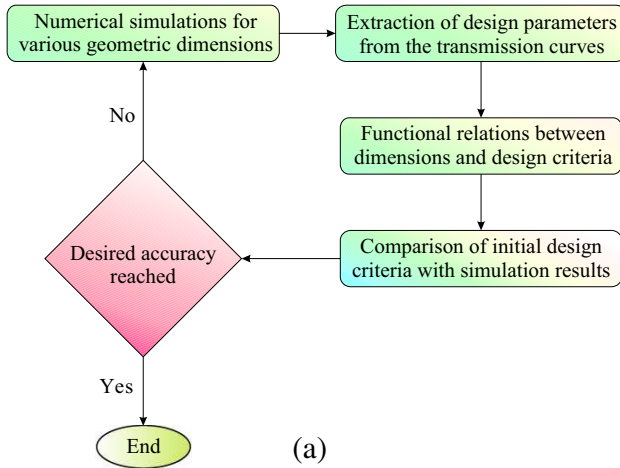 Numerical simulations for
various geometric dimensions
Extraction of design parameters
from the transmission curves
Functional relations between
dimensions and design criteria
Comparison of initial design
criteria with simulation results
Desired accuracy
reached
No
Yes
End
(a)